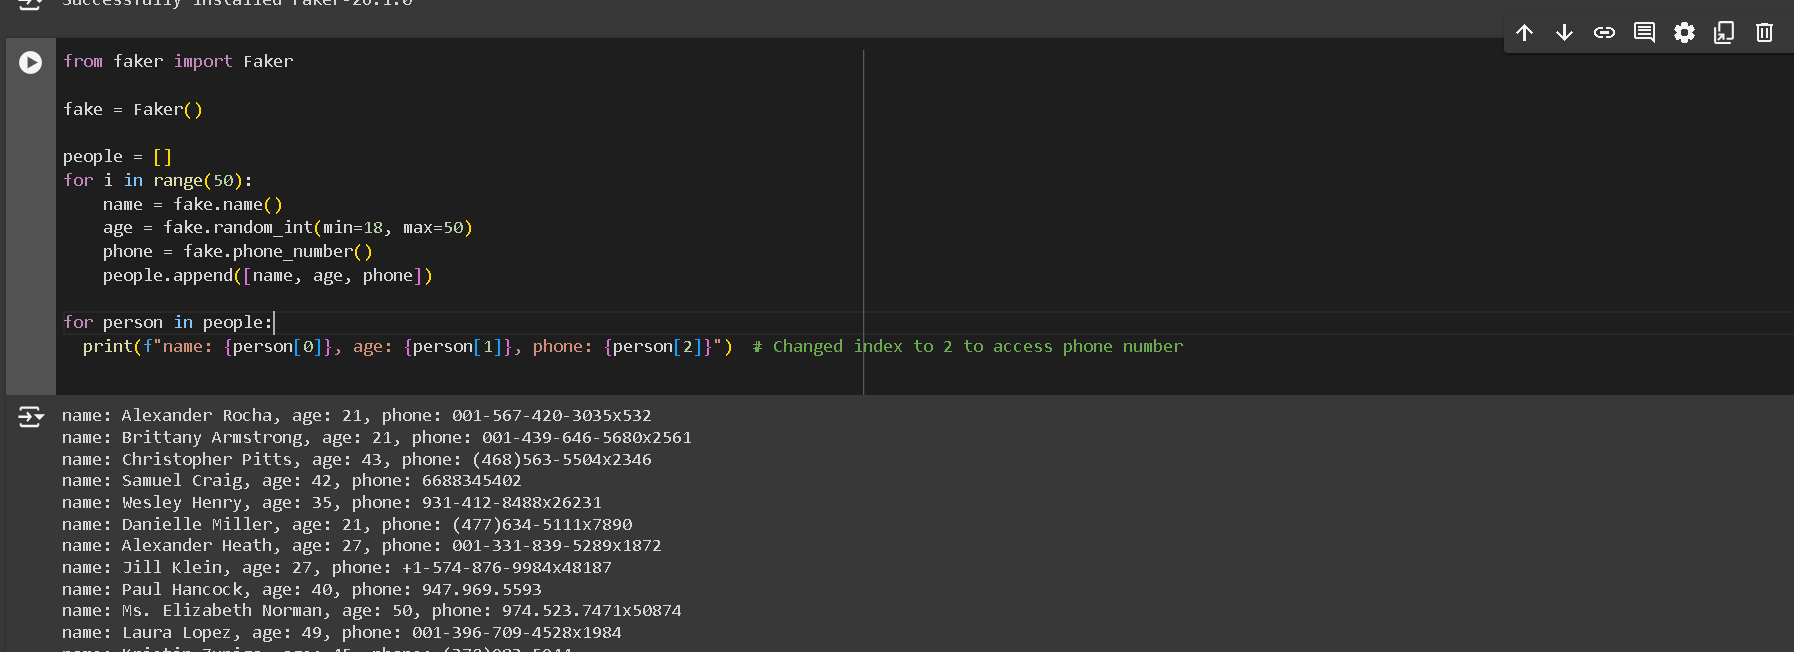 Successfully installed Faker-26.1.0
from faker import Faker
fake = Faker()
people = []
for i in range(50):
    name = fake.name()
    age = fake.random_int(min=18, max=50)
    phone = fake.phone_number()
    people.append([name, age, phone])
for person in people:
  print(f"name: {person[0]}, age: {person[1]}, phone: {person[2]}")  # Changed index to 2 to access phone number
name: Alexander Rocha, age: 21, phone: 001-567-420-3035x532
name: Brittany Armstrong, age: 21, phone: 001-439-646-5680x2561
name: Christopher Pitts, age: 43, phone: (468)563-5504x2346
name: Samuel Craig, age: 42, phone: 6688345402
name: Wesley Henry, age: 35, phone: 931-412-8488x26231
name: Danielle Miller, age: 21, phone: (477)634-5111x7890
name: Alexander Heath, age: 27, phone: 001-331-839-5289x1872
name: Jill Klein, age: 27, phone: +1-574-876-9984x48187
name: Paul Hancock, age: 40, phone: 947.969.5593
name: Ms. Elizabeth Norman, age: 50, phone: 974.523.7471x50874
name: Laura Lopez, age: 49, phone: 001-396-709-4528x1984